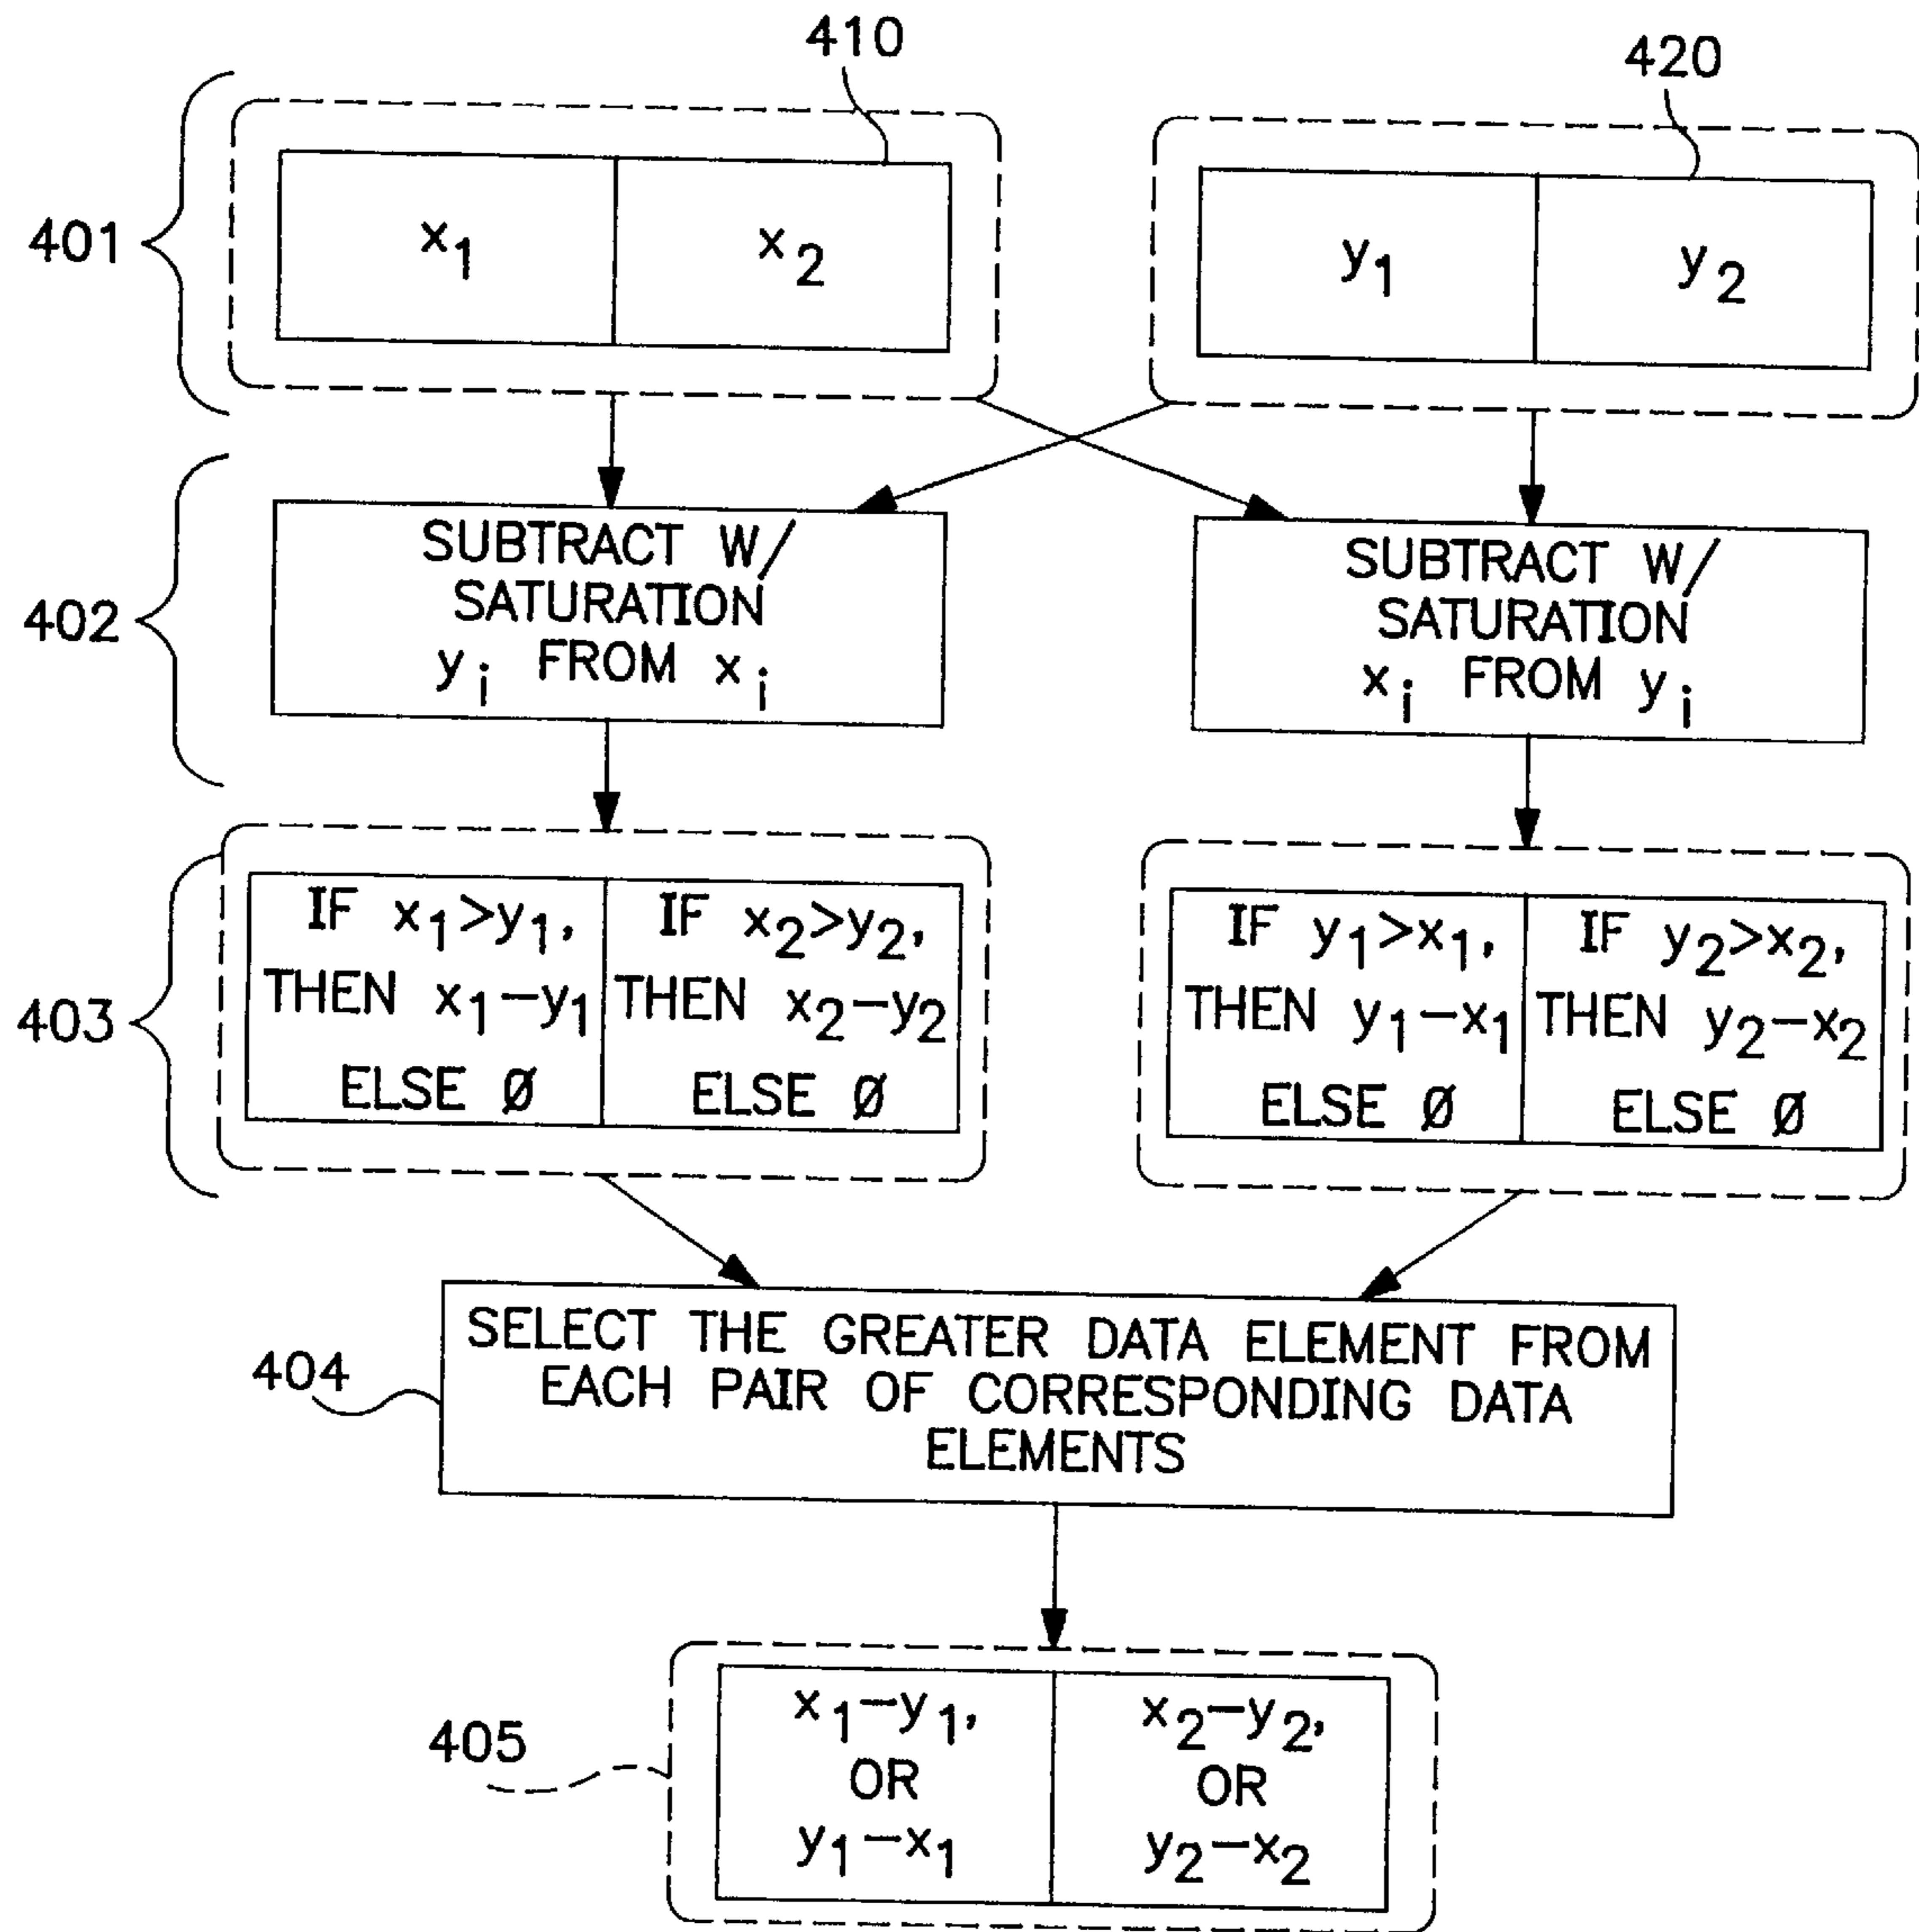 410
420
401
x1 x2
y1 y2
402
SUBTRACT W/
SATURATION
yi FROM xi
SUBTRACT W/
SATURATION
xi FROM yi
403
IF x1>y1,
THEN x1-y1
ELSE Ø
IF x2>y2,
THEN x2-y2
ELSE Ø
IF y1>x1,
THEN y1-x1
ELSE Ø
IF y2>x2,
THEN y2-x2
ELSE Ø
404
SELECT THE GREATER DATA ELEMENT FROM
EACH PAIR OF CORRESPONDING DATA
ELEMENTS
405
x1-y1,
OR
y1-x1
x2-y2,
OR
y2-x2